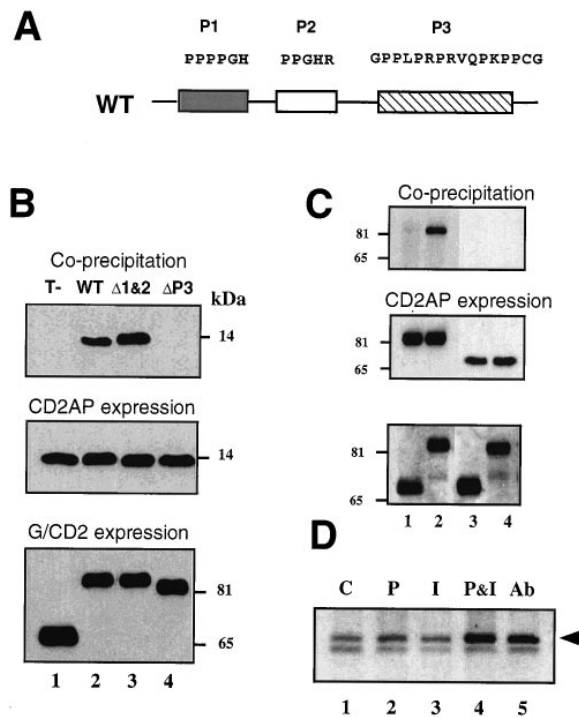 A
P1 P2 P3
PPPPGH PPGHR GPPLPRPRVQPKPPCG
WT
B
Co-precipitation
T- WT Δ1&2 ΔP3 kDa
14
CD2AP expression
14
G/CD2 expression
81
65
1 2 3 4
C
Co-precipitation
81
65
CD2AP expression
81
65
81
65
1 2 3 4
D
C P I P&I Ab
1 2 3 4 5